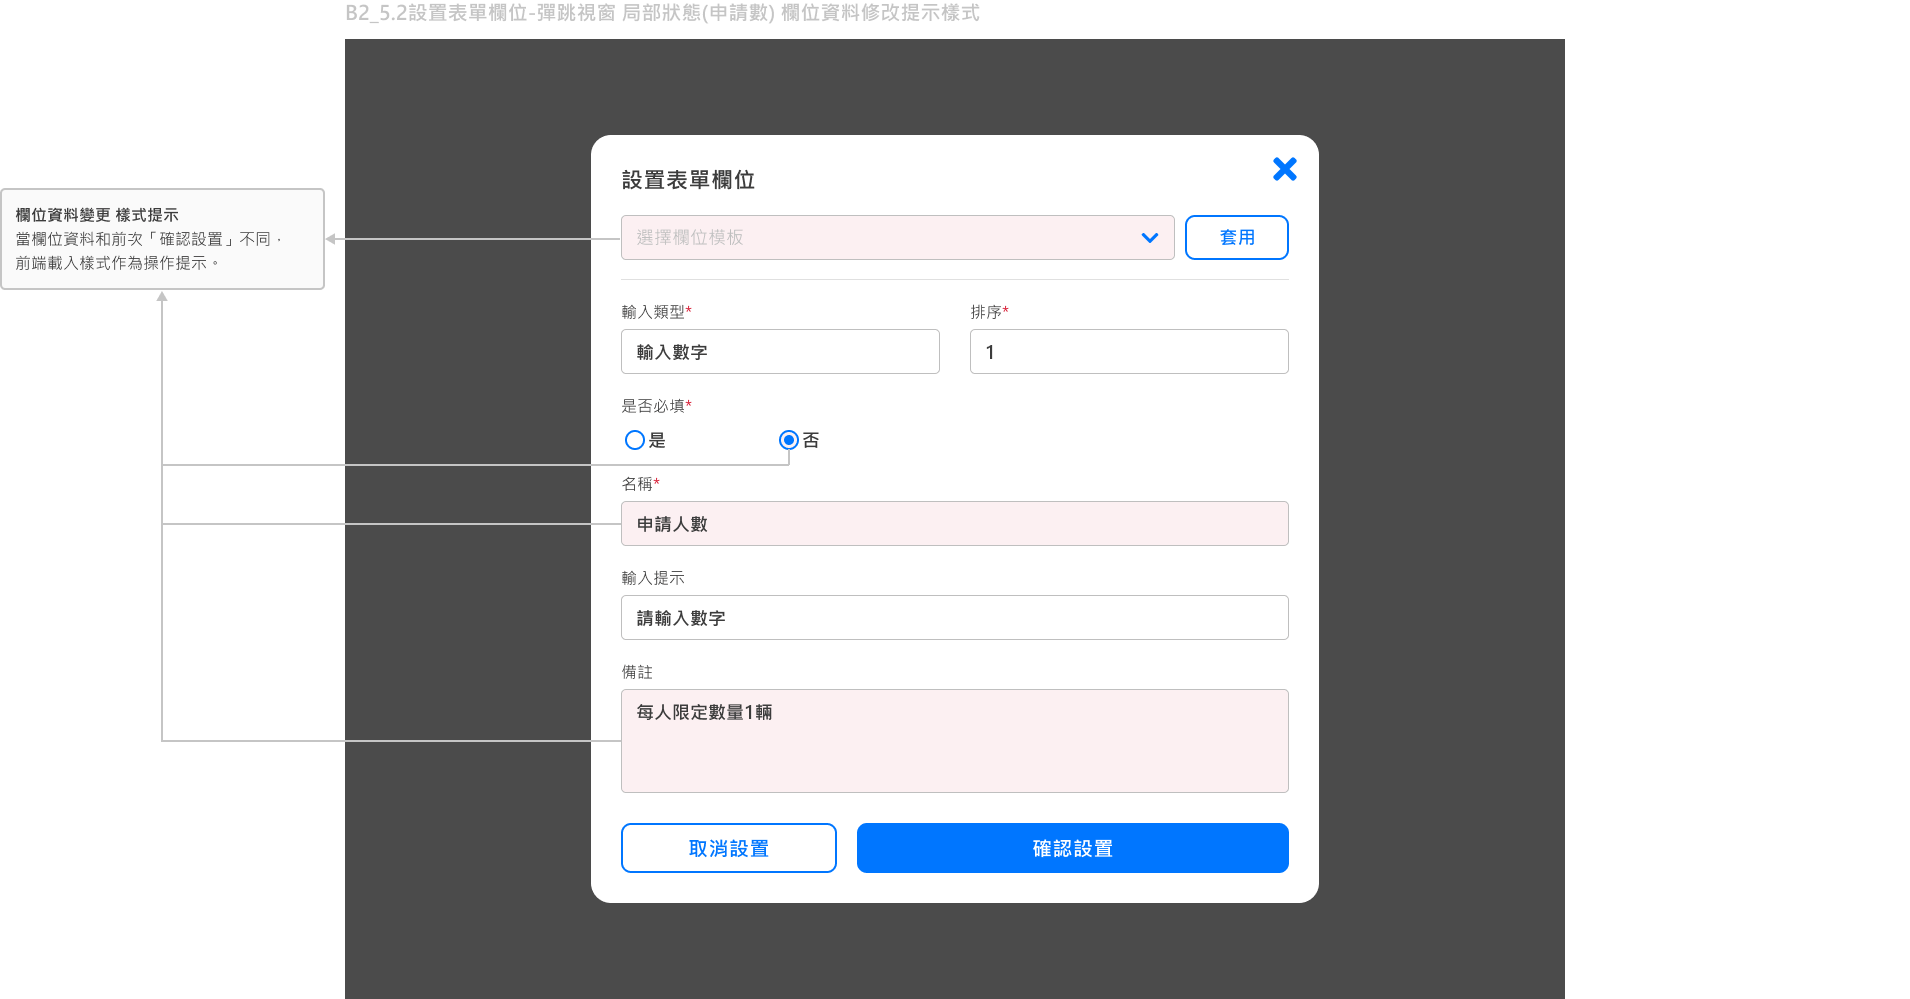 B2_5.2設置表單欄位-彈跳視窗 局部狀態(申請數) 欄位資料修改提示樣式
設置表單欄位
欄位資料變更 樣式提示
當欄位資料和前次「確認設置」不同，
前端載入樣式作為操作提示。
選擇欄位模板
套用
輸入類型*
排序*
輸入數字
1
是否必填*
是
否
名稱*
申請人數
輸入提示
請輸入數字
備註
每人限定數量1輛
取消設置
確認設置